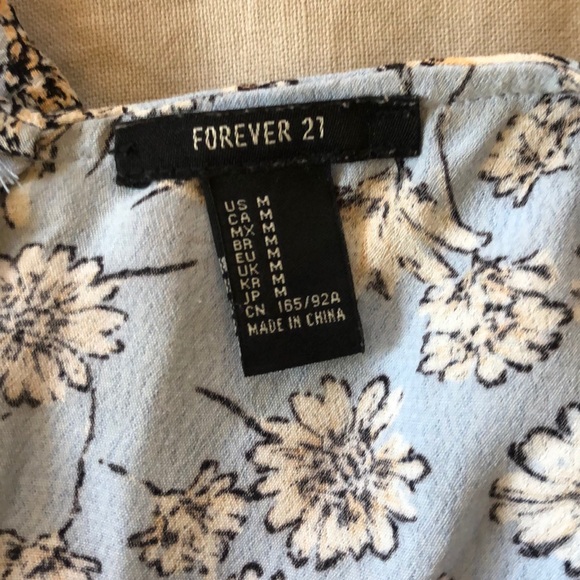 FOREVER 21
US M
CA M
MX M
BR M
EU M
UK M
KR M
JP M
CN 165/92A
MADE IN CHINA